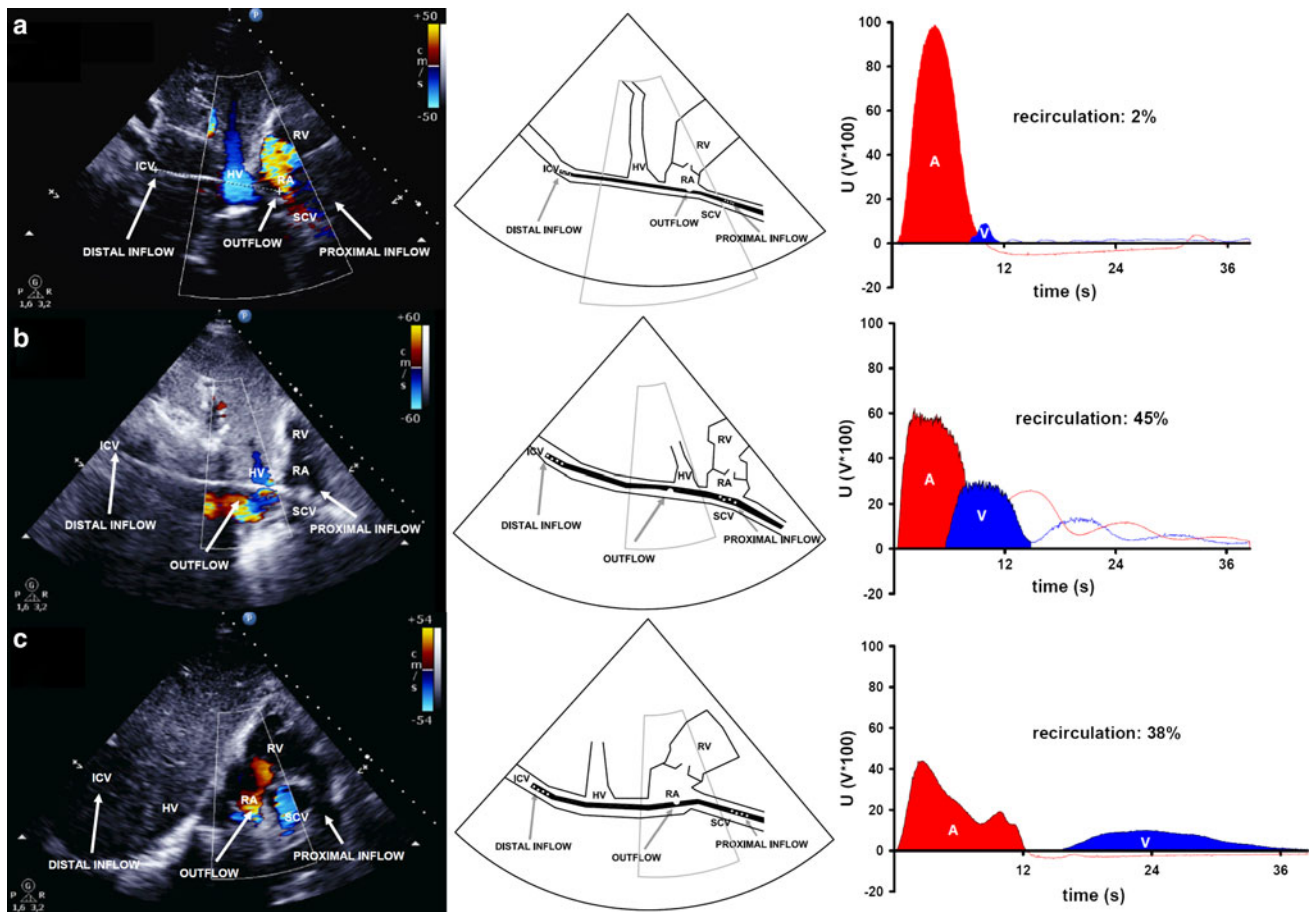 a
+50
c
m
/
s
-50
P
RV
ICV
HV
RA
SCV
OUTFLOW
DISTAL INFLOW
PROXIMAL INFLOW
G
P R
1,6 3,2
ICV
HV
RV
RA
OUTFLOW
SCV
DISTAL INFLOW
PROXIMAL INFLOW
U (V*100)
100
80
60
40
20
0
-20
recirculation: 2%
A
V
12
24
36
time (s)
b
+60
c
m
/
s
-60
P
RV
ICV
HV
RA
SCV
DISTAL INFLOW
PROXIMAL INFLOW
OUTFLOW
G
P R
1,6 3,2
RV
ICV
HV
RA
SCV
DISTAL INFLOW
PROXIMAL INFLOW
OUTFLOW
U (V*100)
100
80
60
40
20
0
-20
recirculation: 45%
A
V
12
24
36
time (s)
c
+54
c
m
/
s
-54
P
RV
ICV
HV
RA
SCV
DISTAL INFLOW
OUTFLOW
PROXIMAL INFLOW
G
P R
1,6 3,2
RV
ICV
HV
RA
SCV
DISTAL INFLOW
OUTFLOW
PROXIMAL INFLOW
U (V*100)
100
80
60
40
20
0
-20
recirculation: 38%
A
V
12
24
36
time (s)